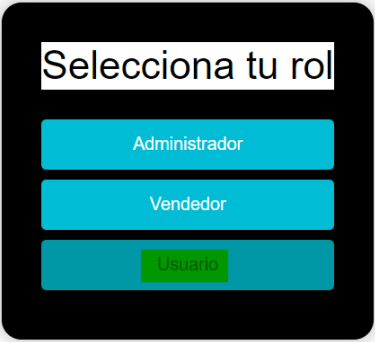 Selecciona tu rol
Administrador
Vendedor
Usuario